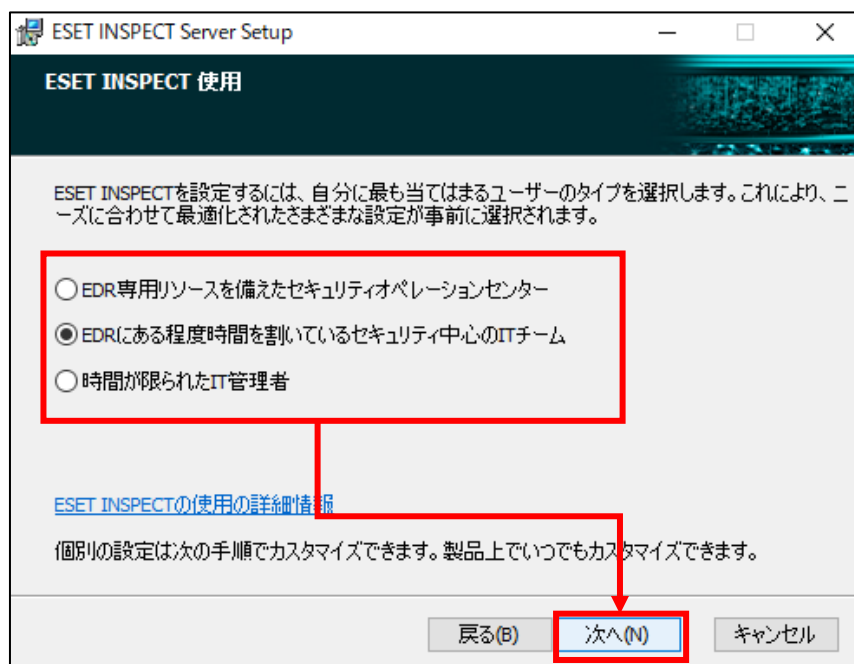 ESET INSPECT Server Setup
ESET INSPECT 使用
ESET INSPECTを設定するには、自分に最も当てはまるユーザーのタイプを選択します。これにより、ニ
ーズに合わせて最適化されたさまざまな設定が事前に選択されます。
EDR専用リソースを備えたセキュリティオペレーションセンター
EDRにある程度時間を割いているセキュリティ中心のITチーム
時間が限られたIT管理者
ESET INSPECTの使用の詳細情報
個別の設定は次の手順でカスタマイズできます。製品上でいつでもカスタマイズできます。
戻る(B) 次へ(N) キャンセル